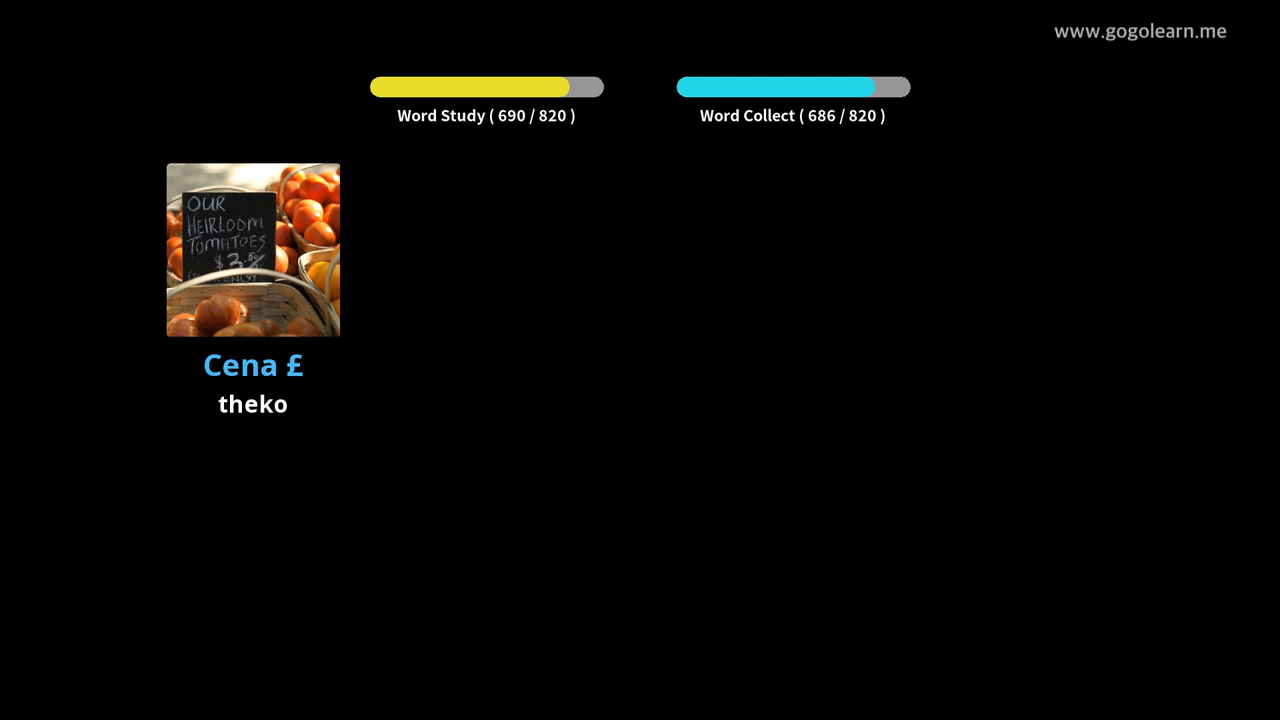 www.gogolearn.me
Word Study ( 690 / 820 )
Word Collect ( 686 / 820 )
OUR
HEIRLOOM
TOMATOES
Cena £
theko